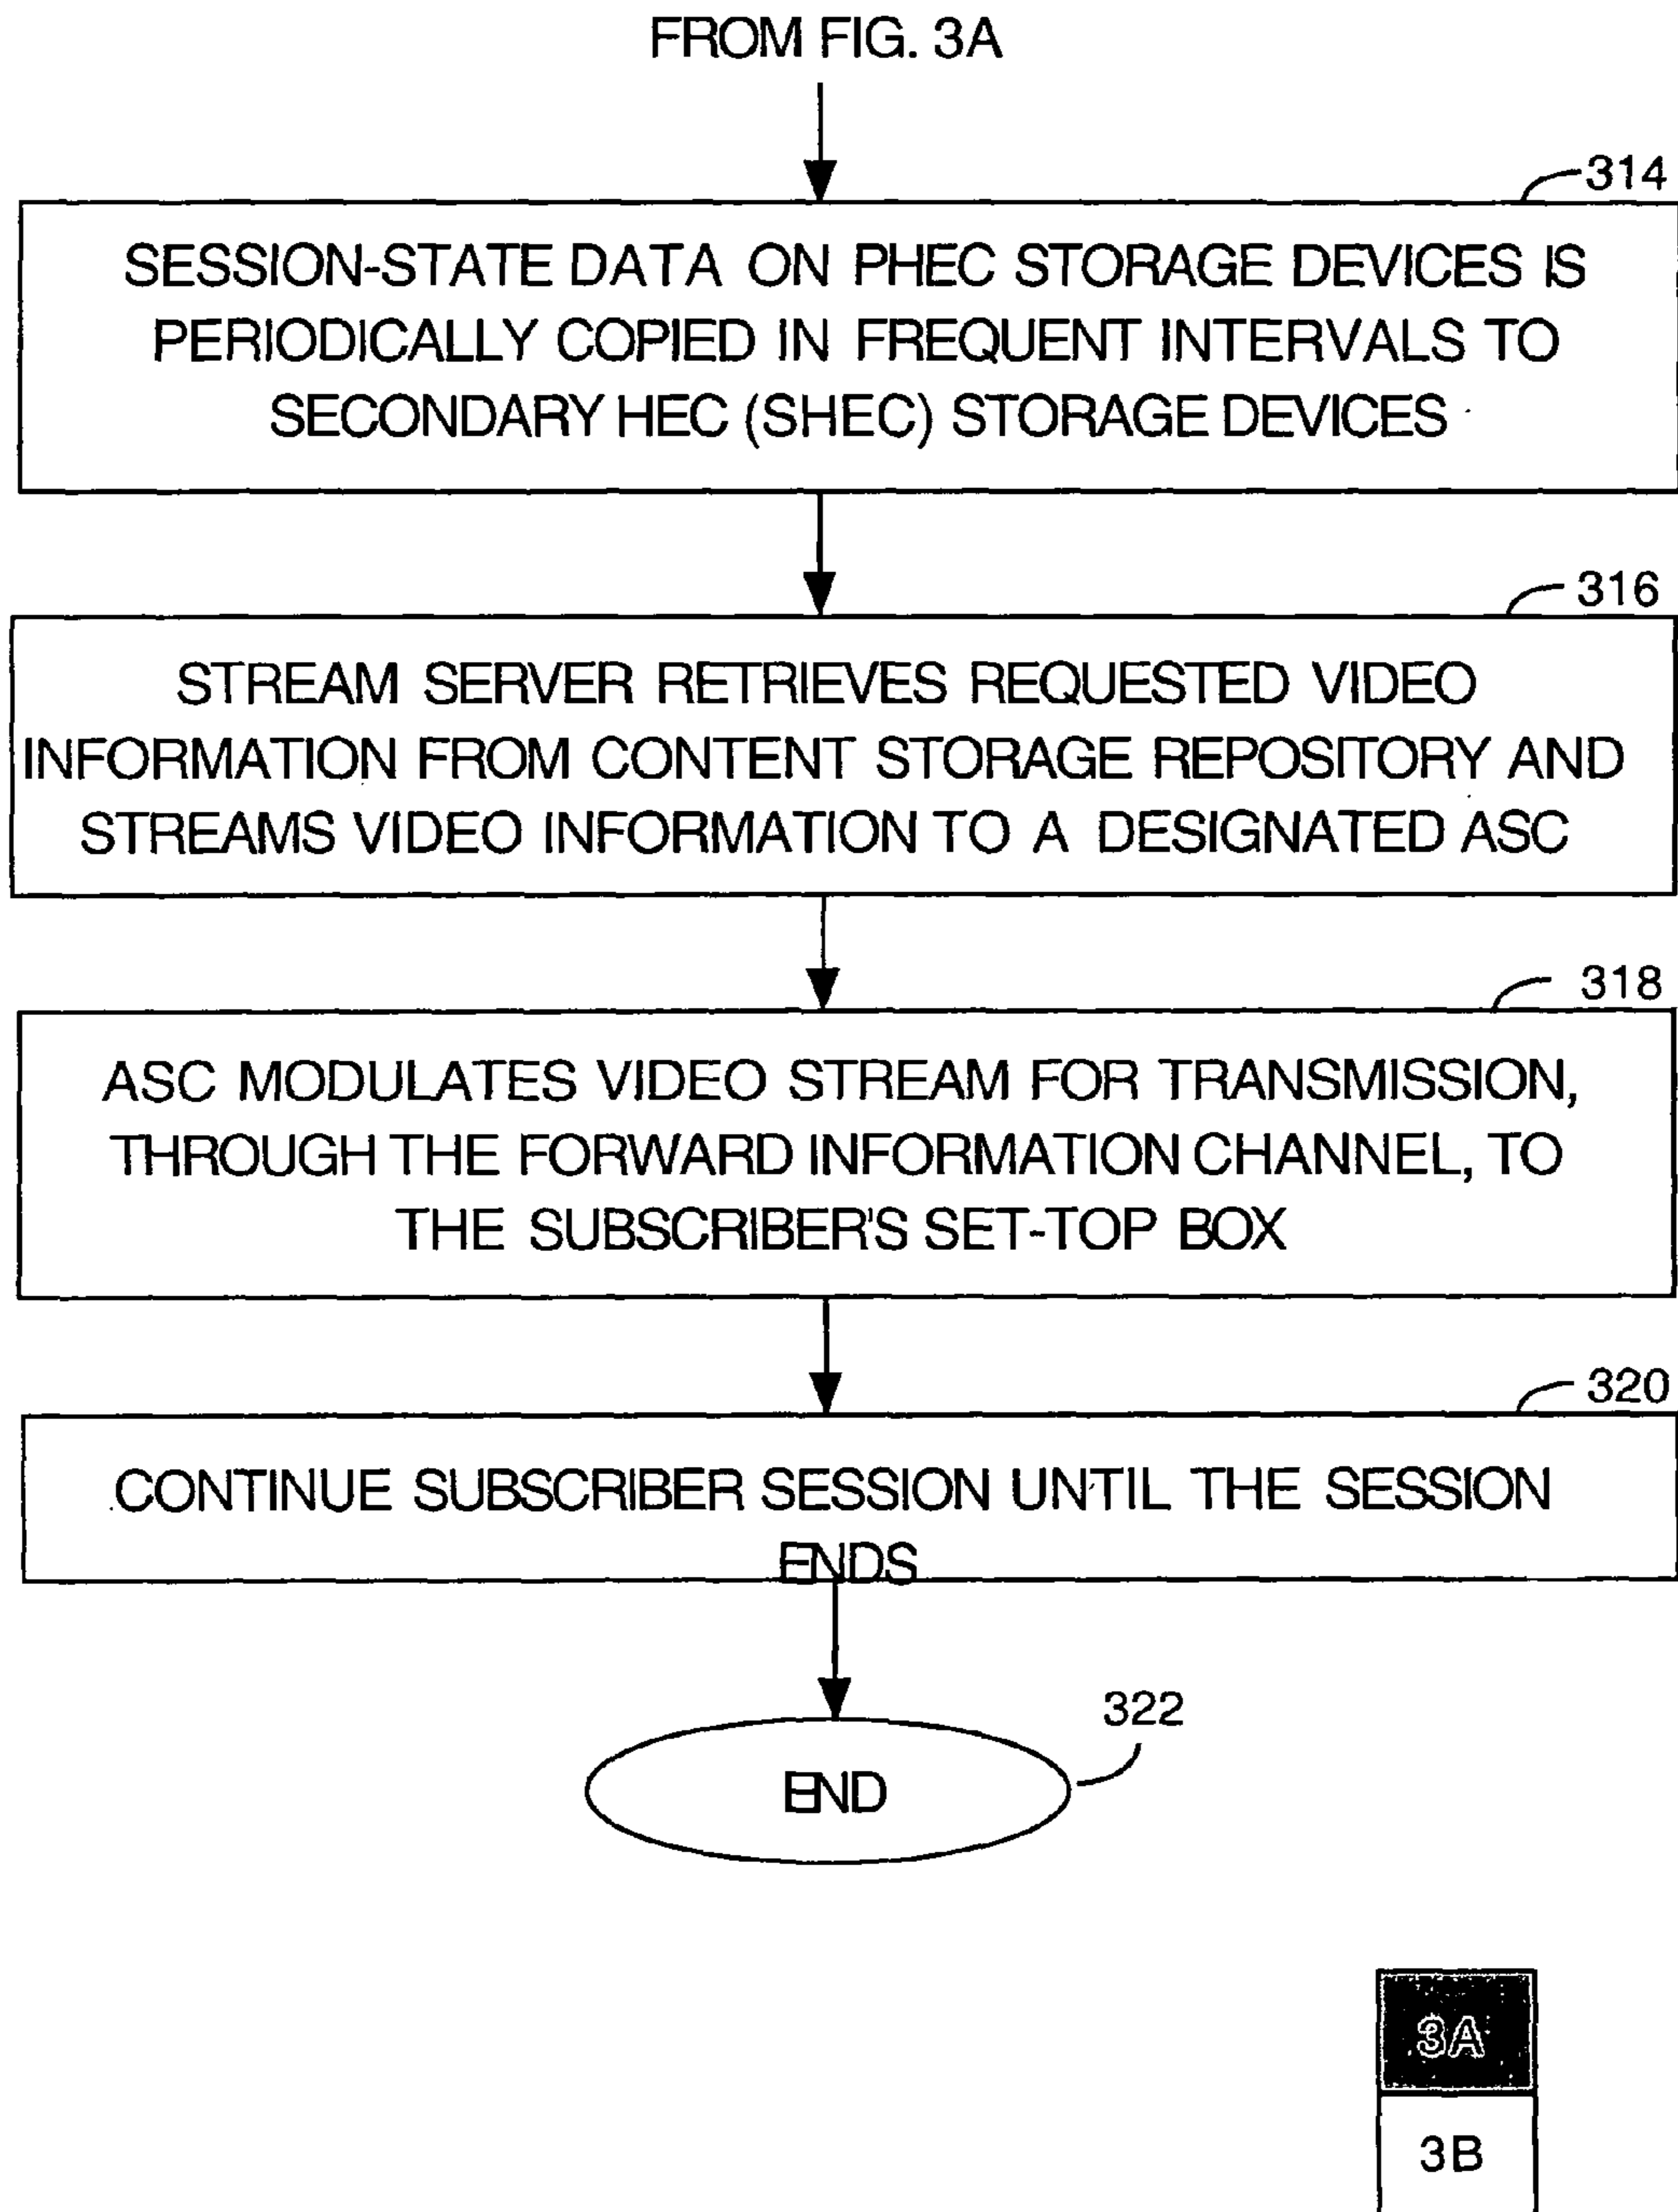 FROM FIG. 3A
314
SESSION-STATE DATA ON PHEC STORAGE DEVICES IS
PERIODICALLY COPIED IN FREQUENT INTERVALS TO
SECONDARY HEC (SHEC) STORAGE DEVICES
316
STREAM SERVER RETRIEVES REQUESTED VIDEO
INFORMATION FROM CONTENT STORAGE REPOSITORY AND
STREAMS VIDEO INFORMATION TO A DESIGNATED ASC
318
ASC MODULATES VIDEO STREAM FOR TRANSMISSION,
THROUGH THE FORWARD INFORMATION CHANNEL, TO
THE SUBSCRIBER'S SET-TOP BOX
320
CONTINUE SUBSCRIBER SESSION UNTIL THE SESSION
ENDS
322
END
3A
3B